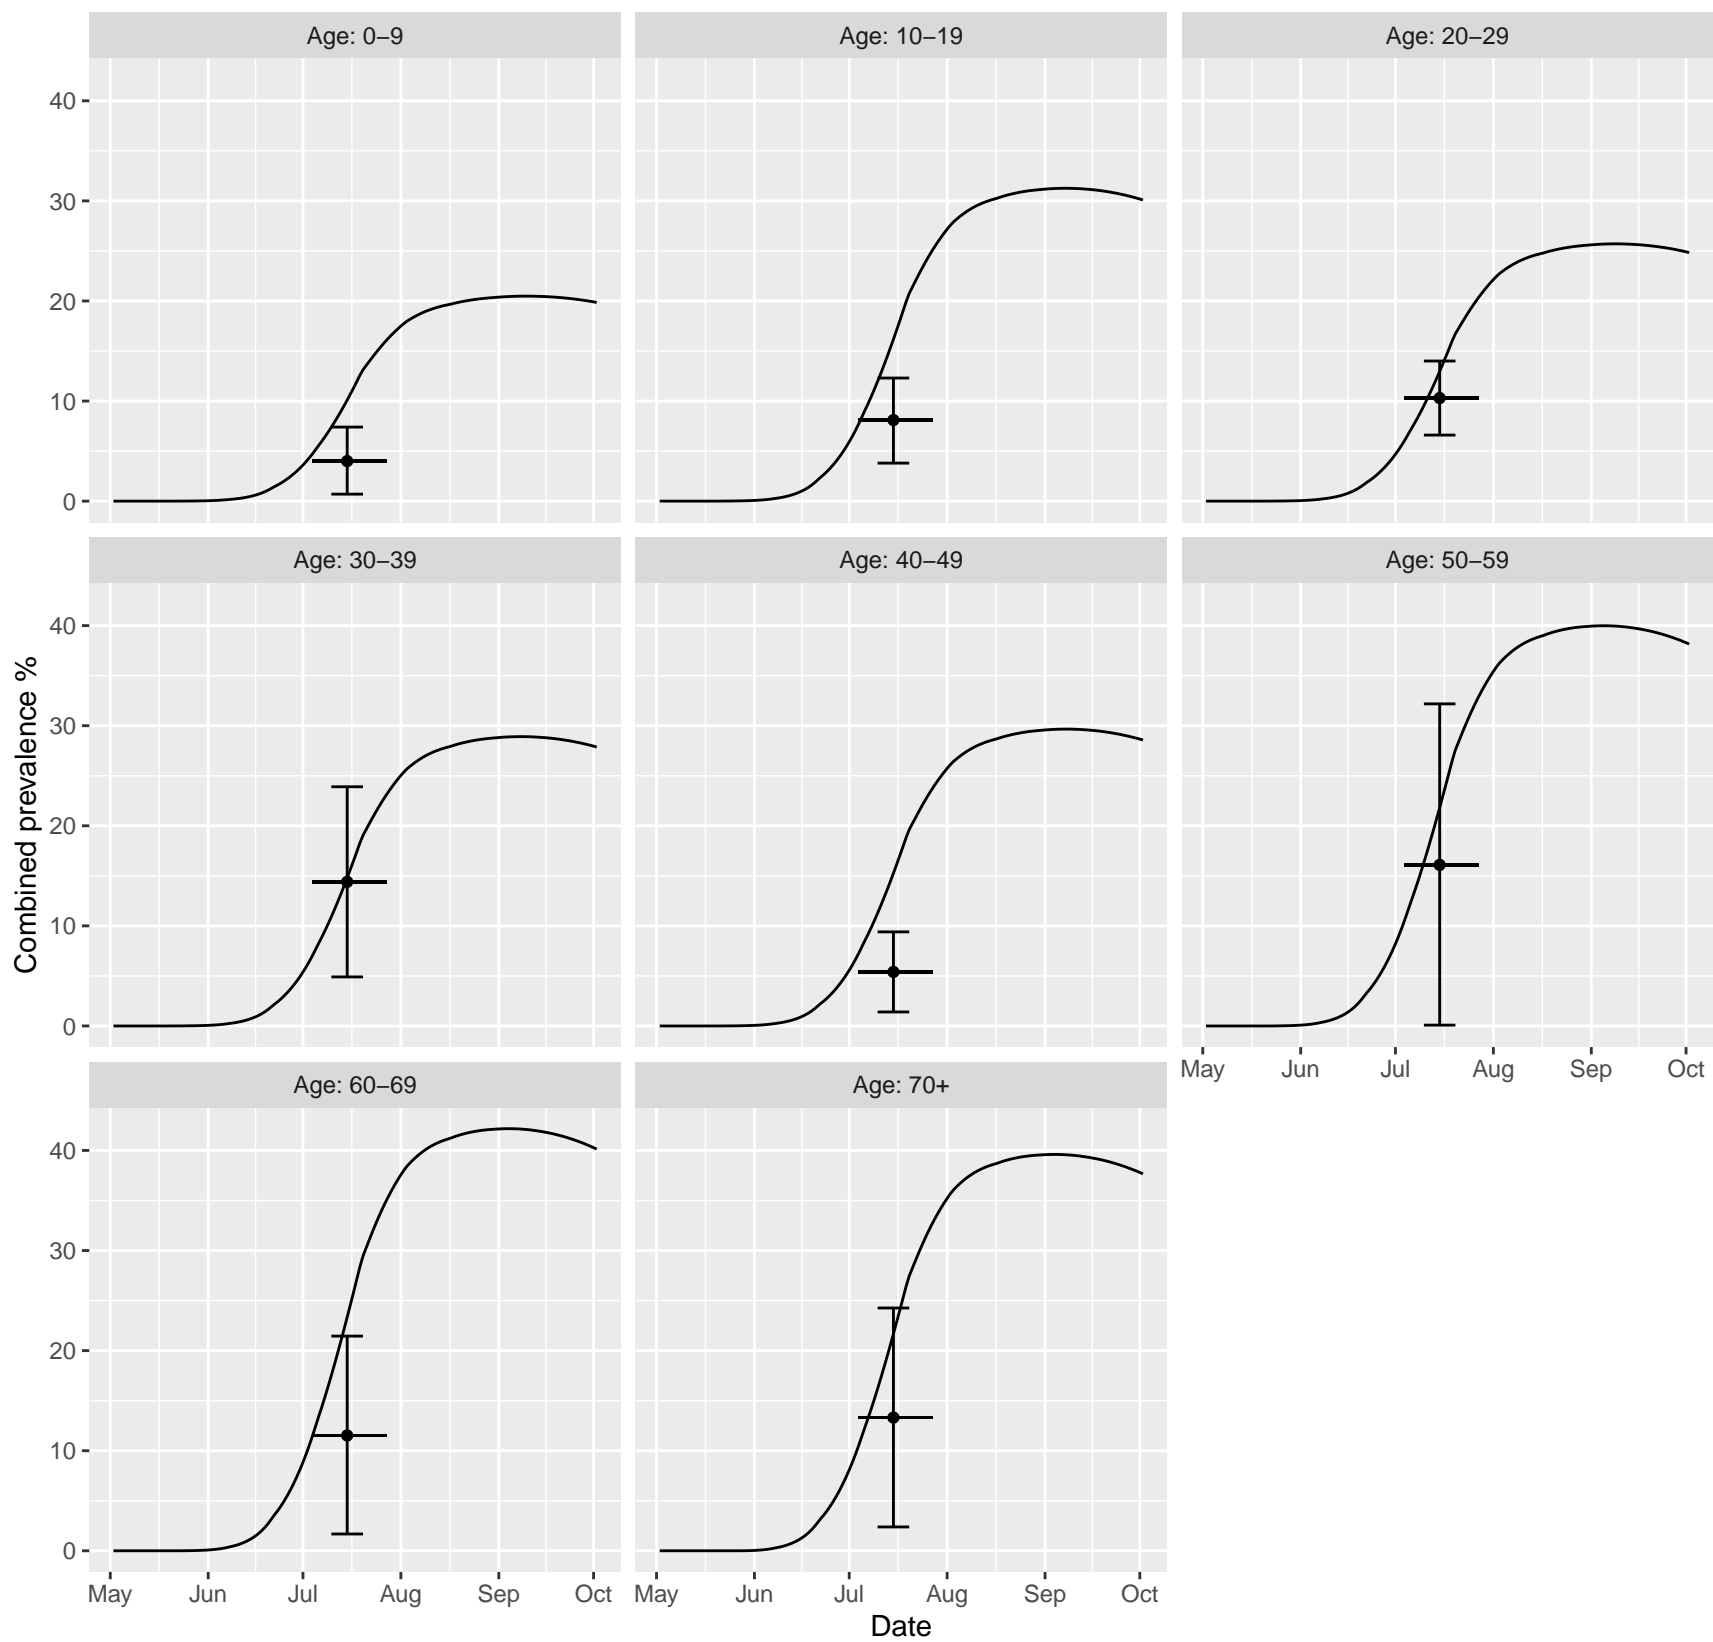 Age: 0–9
Age: 10–19
Age: 20–29
40
30
20
10
0
Age: 30–39
Age: 40–49
Age: 50–59
40
30
20
10
0
May Jun Jul Aug Sep Oct
Age: 60–69
Age: 70+
40
30
20
10
0
May Jun Jul Aug Sep Oct
May Jun Jul Aug Sep Oct
Combined prevalence %
Date